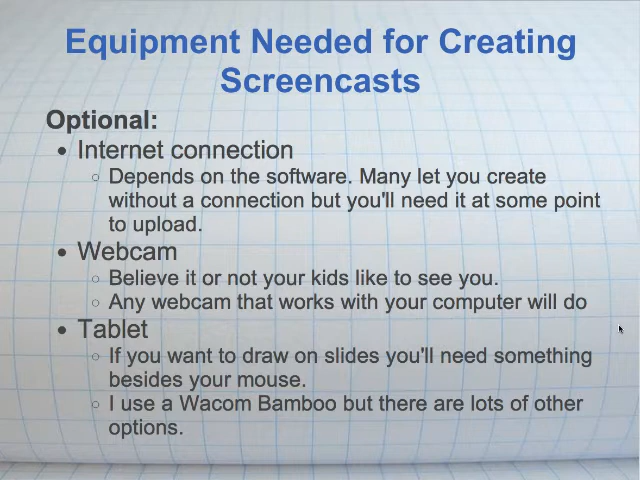 Equipment Needed for Creating
Screencasts
Optional:
• Internet connection
○ Depends on the software. Many let you create
without a connection but you'll need it at some point
to upload.
• Webcam
○ Believe it or not your kids like to see you.
○ Any webcam that works with your computer will do
• Tablet
○ If you want to draw on slides you'll need something
besides your mouse.
○ I use a Wacom Bamboo but there are lots of other
options.